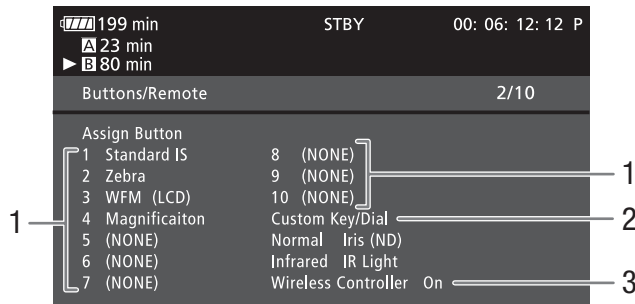 199 min STBY 00: 06: 12: 12 P
A 23 min
B 80 min
Buttons/Remote 2/10
Assign Button
1 Standard IS 8 (NONE)
2 Zebra 9 (NONE)
3 WFM (LCD) 10 (NONE)
4 Magnificaiton Custom Key/Dial
5 (NONE) Normal Iris (ND)
6 (NONE) Infrared IR Light
7 (NONE) Wireless Controller On
1
1
2
3